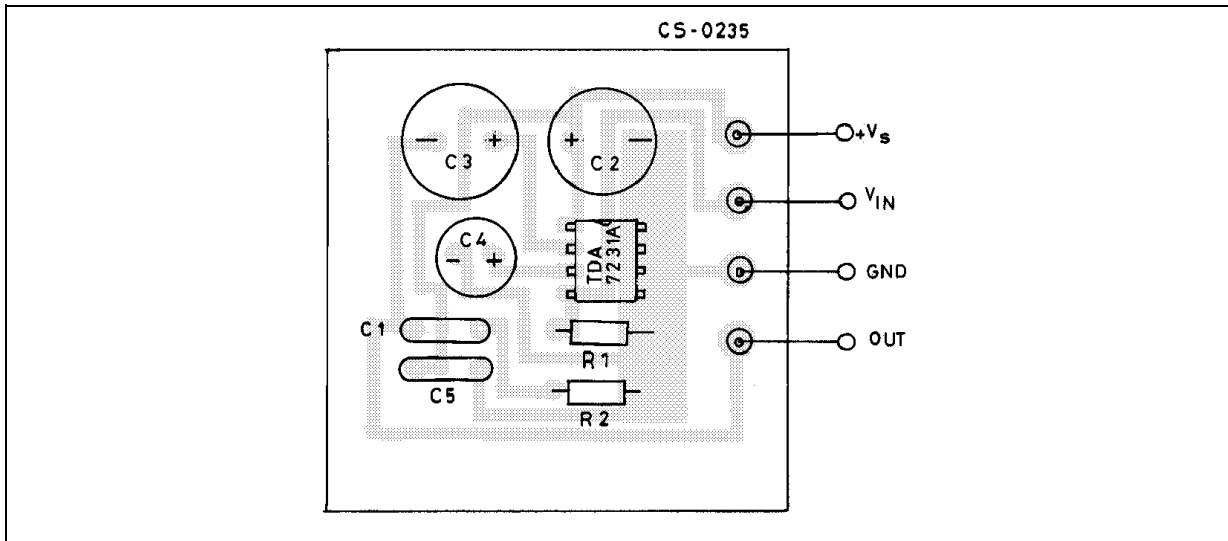 CS-0235
+Vs
VIN
GND
OUT
- + C3
+ - C2
C4
- +
TDA
7231A
C1
R1
C5
R2